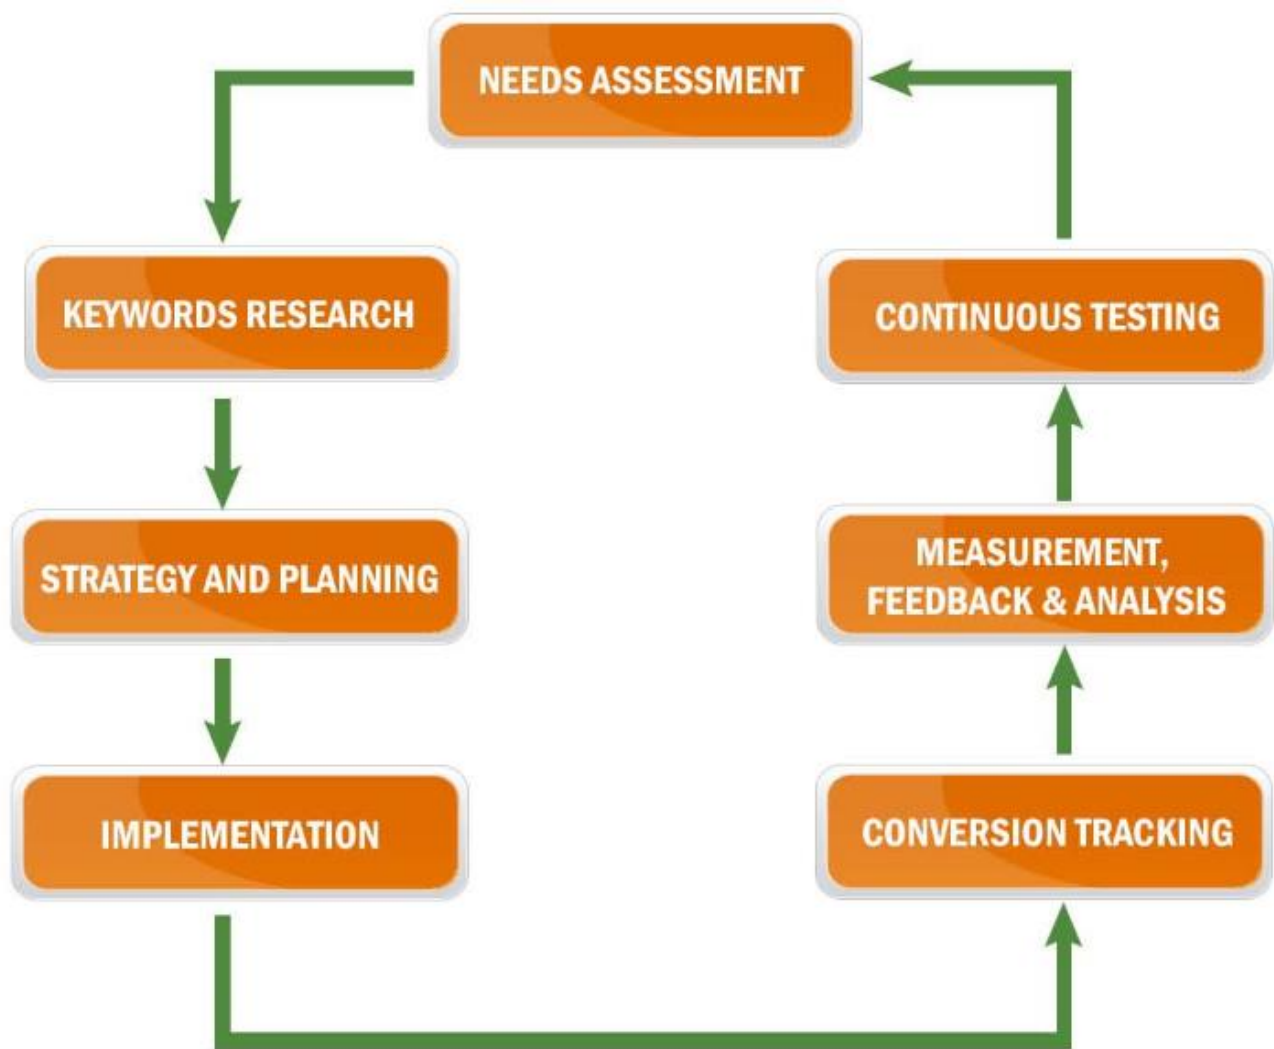 NEEDS ASSESSMENT
KEYWORDS RESEARCH
STRATEGY AND PLANNING
IMPLEMENTATION
CONVERSION TRACKING
MEASUREMENT,
FEEDBACK & ANALYSIS
CONTINUOUS TESTING